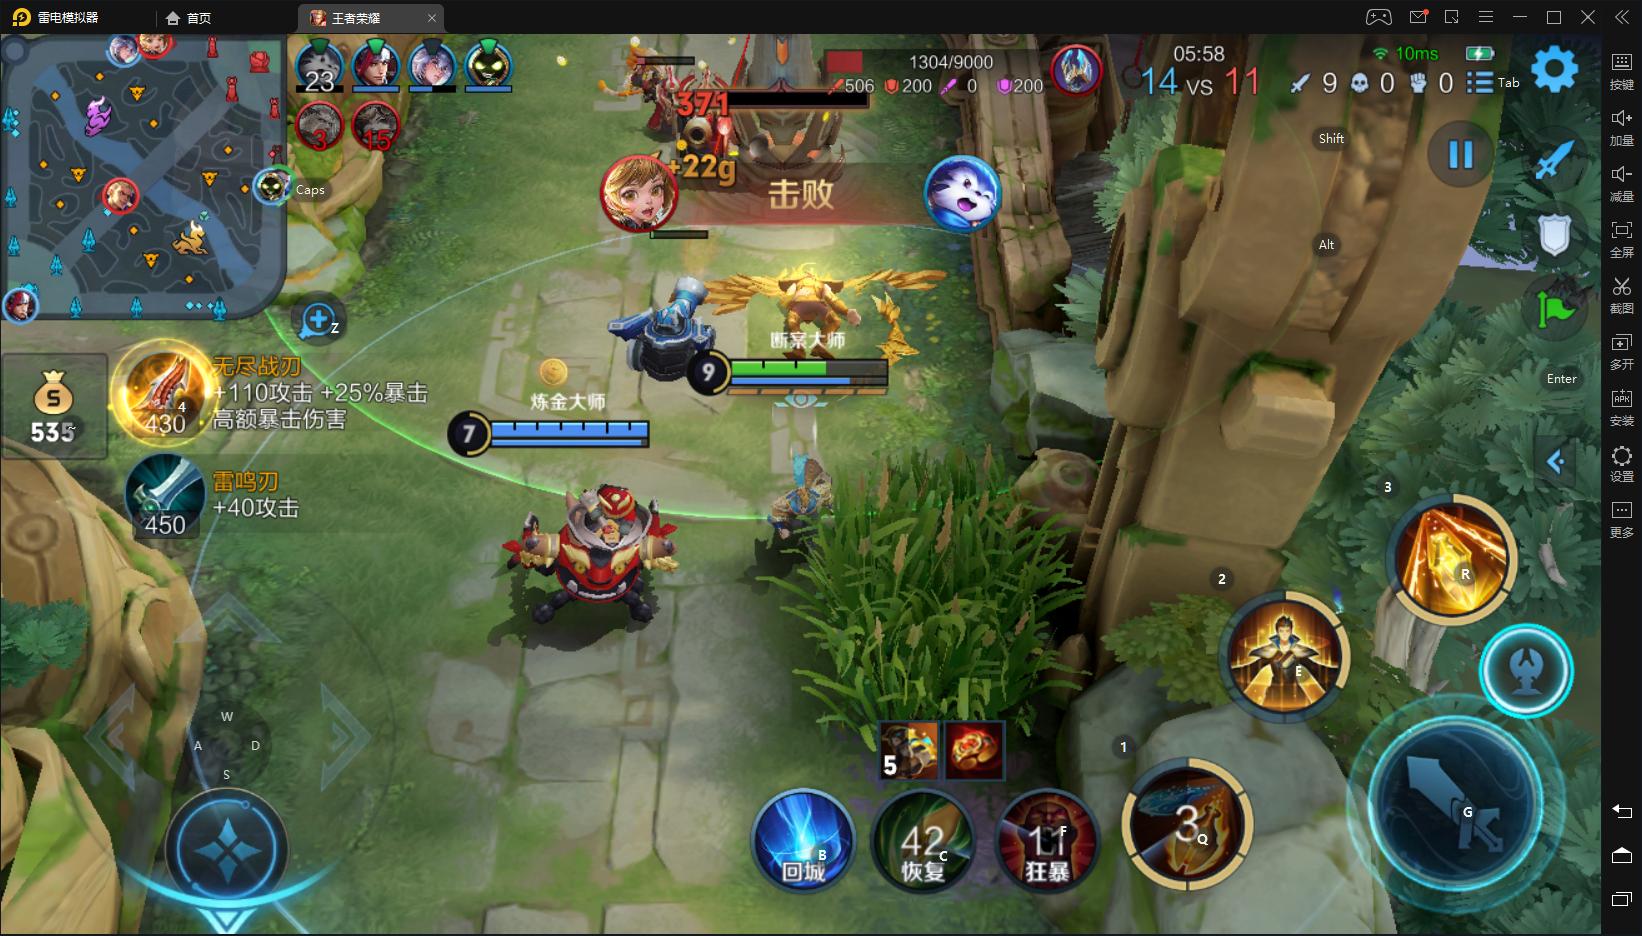 雷电模拟器
首页
王者荣耀
23
3
15
1304/9000
506
200
0
200
05:58
14 VS 11
10ms
9
0
0
Tab
Shift
Alt
Enter
Caps
Z
371
+22g
击败
断案大师
9
炼金大师
7
535
无尽战刃
+110攻击 +25%暴击
高额暴击伤害
4
430
雷鸣刃
+40攻击
450
W
A
D
S
5
B
回城
42
C
恢复
11
F
狂暴
1
3
Q
2
E
3
R
G
按键
加量
减量
全屏
截图
多开
APK
安装
设置
更多